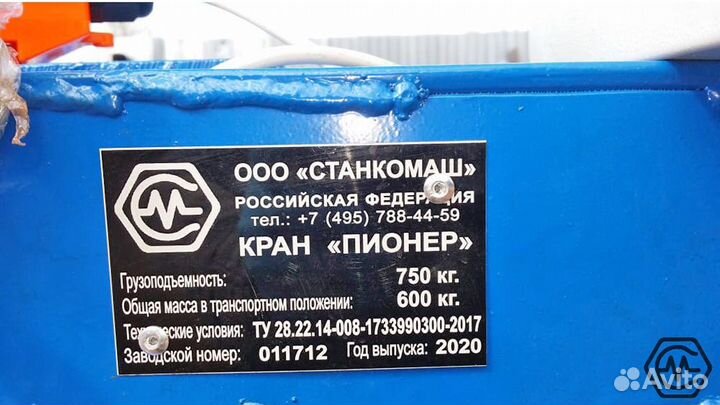 ООО «СТАНКОМАШ»
РОССИЙСКАЯ ФЕДЕРАЦИЯ
тел.: +7 (495) 788-44-59
КРАН «ПИОНЕР»
Грузоподъемность: 750 кг.
Общая масса в транспортном положении: 600 кг.
Технические условия: ТУ 28.22.14-008-1733990300-2017
Заводской номер: 011712 Год выпуска: 2020
Avito